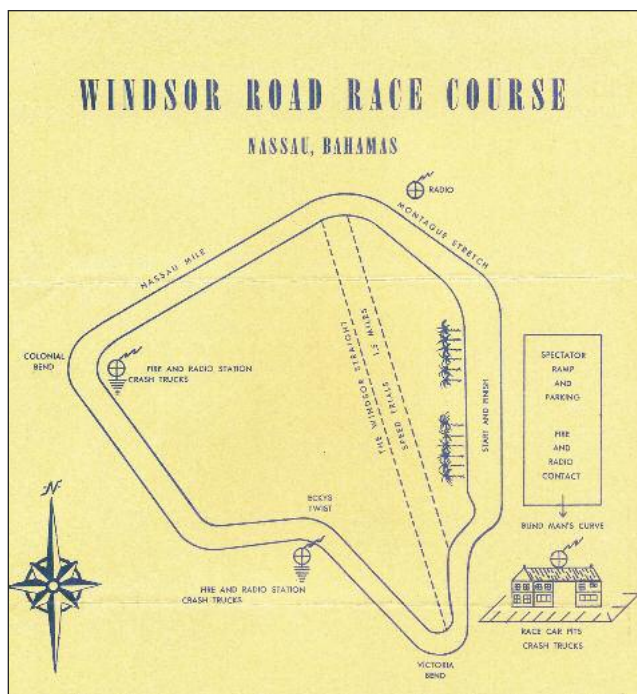 WINDSOR ROAD RACE COURSE
NASSAU, BAHAMAS
RADIO
MONTAGUE STRETCH
NASSAU MILE
COLONIAL
BEND
FIRE AND RADIO STATION
CRASH TRUCKS
THE WINDSOR STRAIGHT
SPEED TRIALS 1.5 MILES
START AND FINISH
SPECTATOR
RAMP
AND
PARKING
FIRE
AND
RADIO
CONTACT
BLIND MAN'S CURVE
ECKYS
TWIST
FIRE AND RADIO STATION
CRASH TRUCKS
N
RACE CAR PITS
CRASH TRUCKS
VICTORIA
BEND